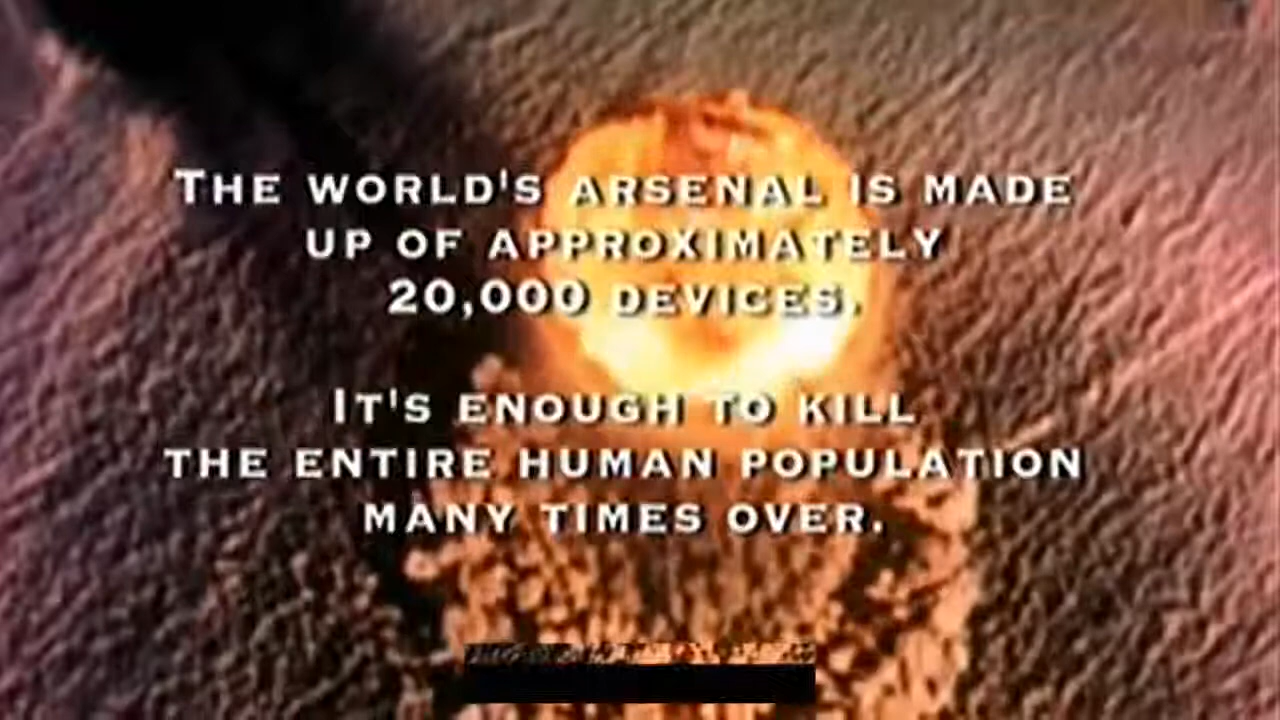 THE WORLD'S ARSENAL IS MADE
UP OF APPROXIMATELY
20,000 DEVICES.
IT'S ENOUGH TO KILL
THE ENTIRE HUMAN POPULATION
MANY TIMES OVER.